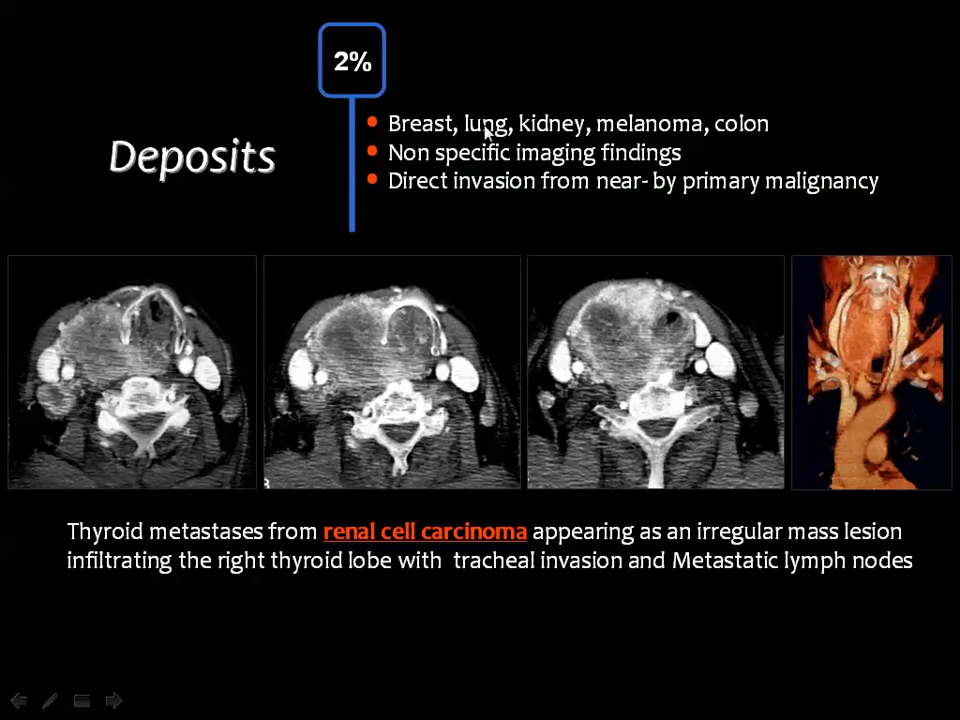 2%
Deposits
Breast, lung, kidney, melanoma, colon
Non specific imaging findings
Direct invasion from near- by primary malignancy
Thyroid metastases from renal cell carcinoma appearing as an irregular mass lesion
infiltrating the right thyroid lobe with tracheal invasion and Metastatic lymph nodes